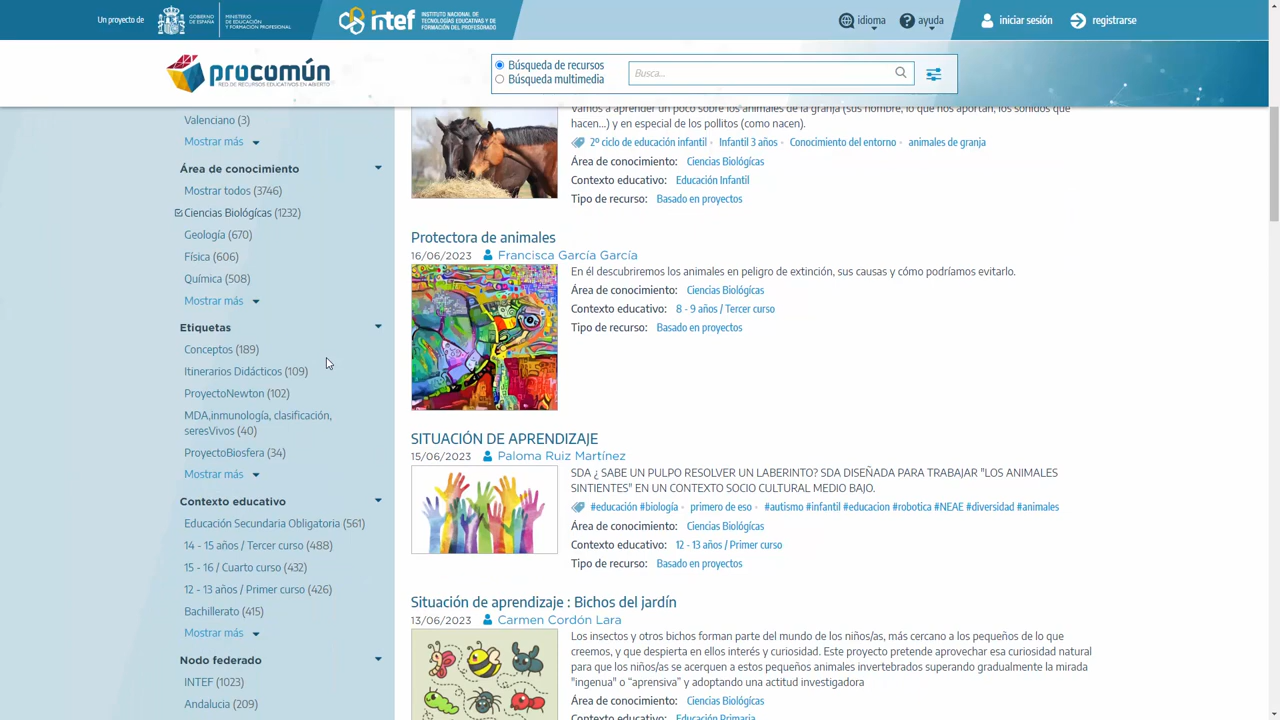 Un proyecto de
GOBIERNO
DE ESPAÑA
MINISTERIO
DE EDUCACIÓN
Y FORMACIÓN PROFESIONAL
intef
INSTITUTO NACIONAL DE
TECNOLOGÍAS EDUCATIVAS Y DE
FORMACIÓN DEL PROFESORADO
idioma
ayuda
iniciar sesión
registrarse
procomún
RED DE RECURSOS EDUCATIVOS EN ABIERTO
Búsqueda de recursos
Búsqueda multimedia
Busca...
Valenciano (3)
Mostrar más
Área de conocimiento
Mostrar todos (3746)
Ciencias Biológícas (1232)
Geología (670)
Física (606)
Química (508)
Mostrar más
Etiquetas
Conceptos (189)
Itinerarios Didácticos (109)
ProyectoNewton (102)
MDA,inmunología, clasificación,
seresVivos (40)
ProyectoBiosfera (34)
Mostrar más
Contexto educativo
Educación Secundaria Obligatoria (561)
14 - 15 años / Tercer curso (488)
15 - 16 / Cuarto curso (432)
12 - 13 años / Primer curso (426)
Bachillerato (415)
Mostrar más
Nodo federado
INTEF (1023)
Andalucia (209)
Vamos a aprender un poco sobre los animales de la granja (sus nombre, lo que nos aportan, los sonidos que
hacen...) y en especial de los pollitos (como nacen).
2º ciclo de educación infantil · Infantil 3 años · Conocimiento del entorno · animales de granja
Área de conocimiento: Ciencias Biológícas
Contexto educativo: Educación Infantil
Tipo de recurso: Basado en proyectos
Protectora de animales
16/06/2023 Francisca García García
En él descubriremos los animales en peligro de extinción, sus causas y cómo podríamos evitarlo.
Área de conocimiento: Ciencias Biológícas
Contexto educativo: 8 - 9 años / Tercer curso
Tipo de recurso: Basado en proyectos
SITUACIÓN DE APRENDIZAJE
15/06/2023 Paloma Ruiz Martínez
SDA ¿ SABE UN PULPO RESOLVER UN LABERINTO? SDA DISEÑADA PARA TRABAJAR "LOS ANIMALES
SINTIENTES" EN UN CONTEXTO SOCIO CULTURAL MEDIO BAJO.
#educación #biología · primero de eso · #autismo #infantil #educacion #robotica #NEAE #diversidad #animales
Área de conocimiento: Ciencias Biológícas
Contexto educativo: 12 - 13 años / Primer curso
Tipo de recurso: Basado en proyectos
Situación de aprendizaje : Bichos del jardín
13/06/2023 Carmen Cordón Lara
Los insectos y otros bichos forman parte del mundo de los niños/as, más cercano a los pequeños de lo que
creemos, y que despierta en ellos interés y curiosidad. Este proyecto pretende aprovechar esa curiosidad natural
para que los niños/as se acerquen a estos pequeños animales invertebrados superando gradualmente la mirada
"ingenua" o "aprensiva” y adoptando una actitud investigadora
Área de conocimiento: Ciencias Biológícas
Contexto educativo: Educación Primaria